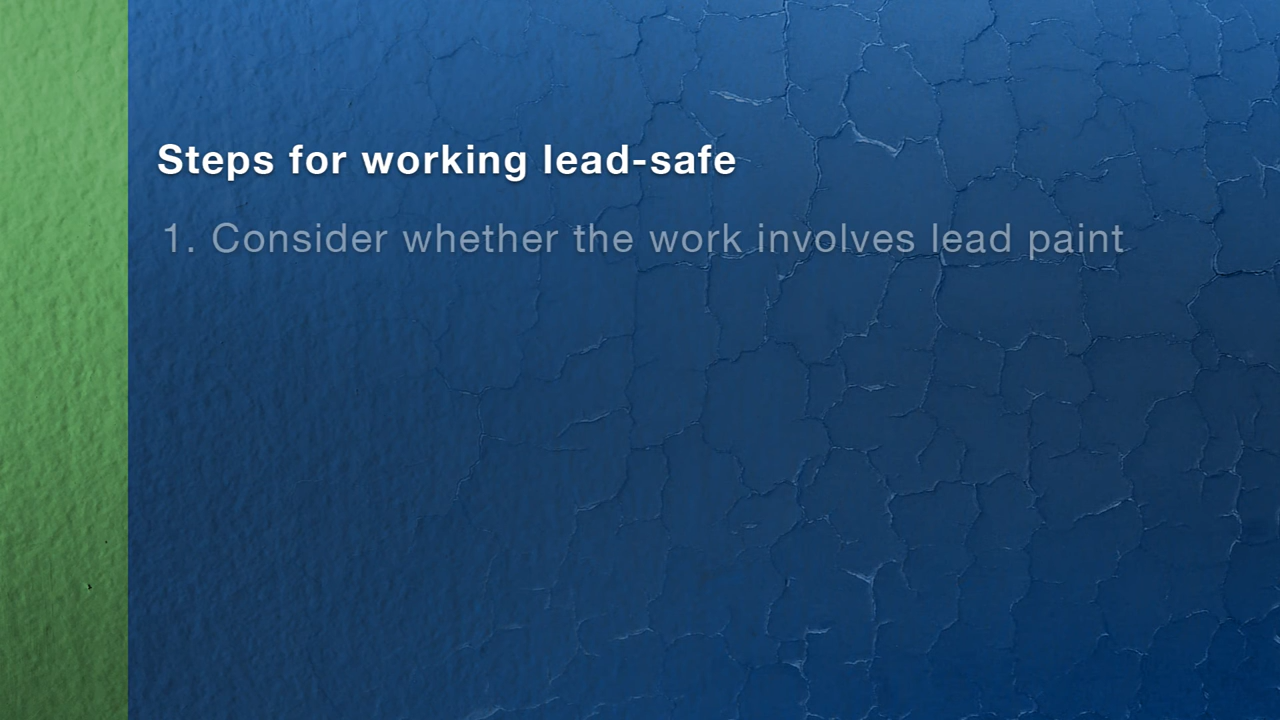 Steps for working lead-safe
1. Consider whether the work involves lead paint